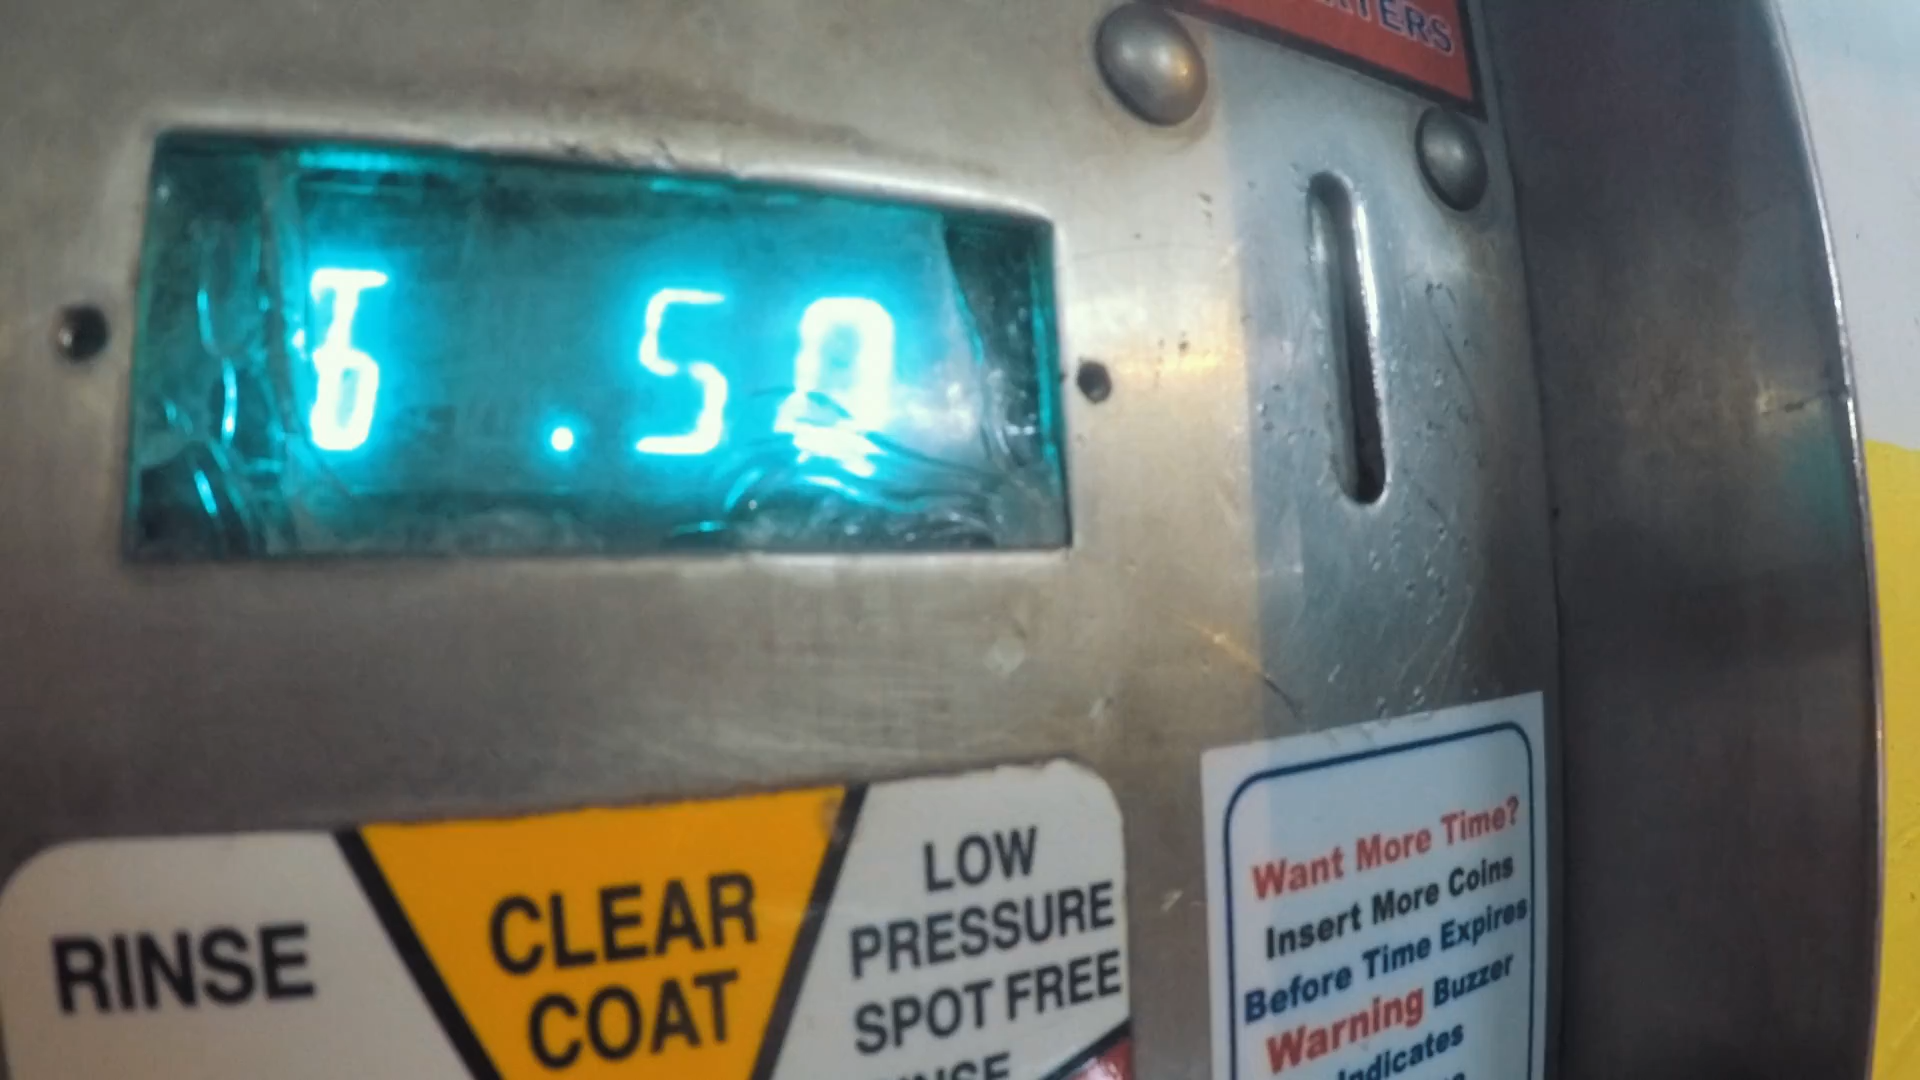 .50
RINSE
CLEAR
COAT
LOW
PRESSURE
SPOT FREE
Want More Time?
Insert More Coins
Before Time Expires
Warning Buzzer
Indicates